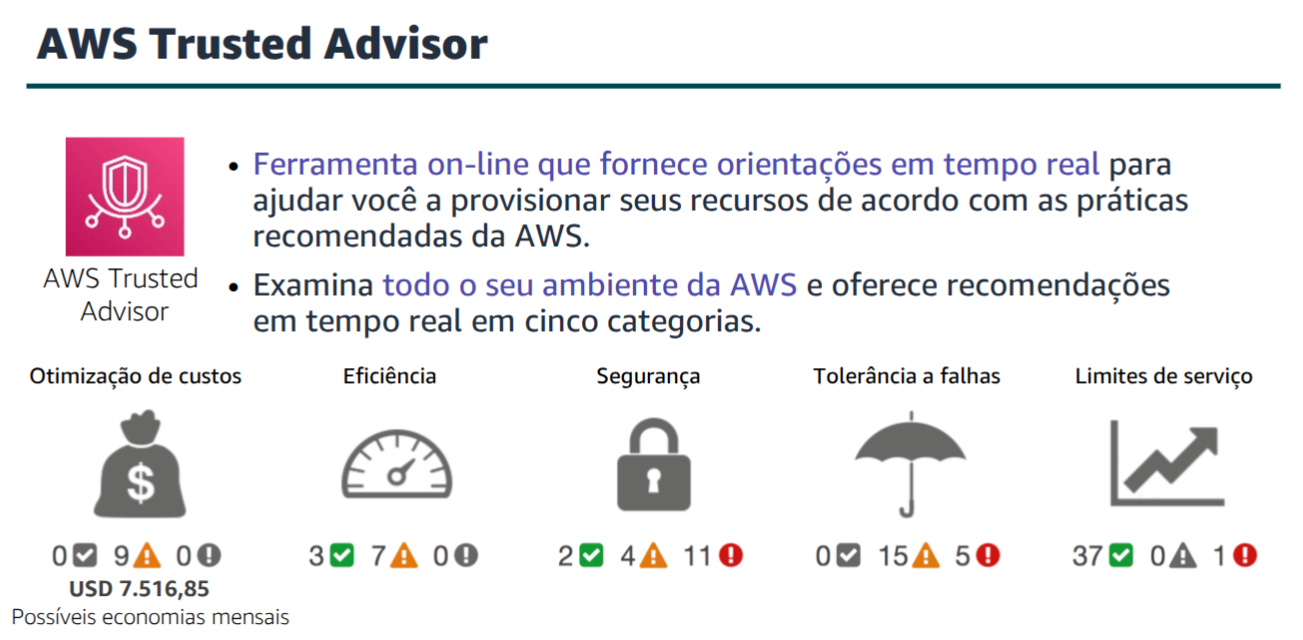 AWS Trusted Advisor
• Ferramenta on-line que fornece orientações em tempo real para
ajudar você a provisionar seus recursos de acordo com as práticas
recomendadas da AWS.
AWS Trusted
Advisor
• Examina todo o seu ambiente da AWS e oferece recomendações
em tempo real em cinco categorias.
Otimização de custos Eficiência Segurança Tolerância a falhas Limites de serviço
$
0 9 0 3 7 0 2 4 11 0 15 5 37 0 1
USD 7.516,85
Possíveis economias mensais